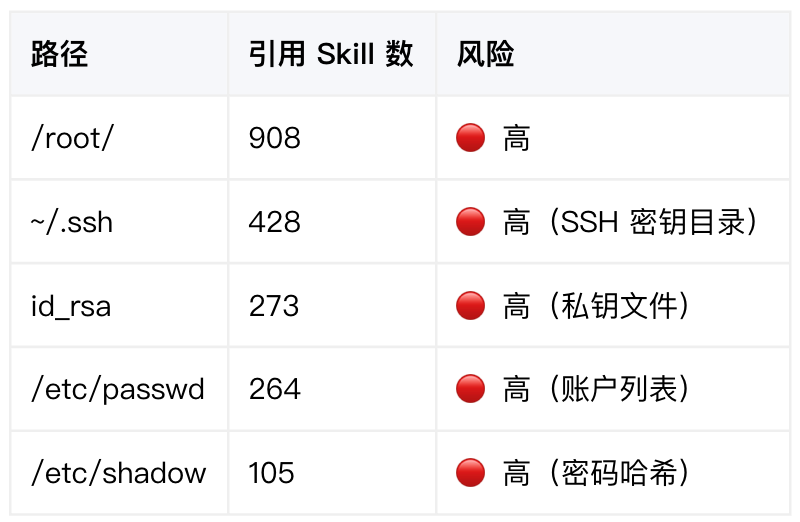 路径 引用 Skill 数 风险
/root/ 908 🔴 高
~/.ssh 428 🔴 高（SSH 密钥目录）
id_rsa 273 🔴 高（私钥文件）
/etc/passwd 264 🔴 高（账户列表）
/etc/shadow 105 🔴 高（密码哈希）